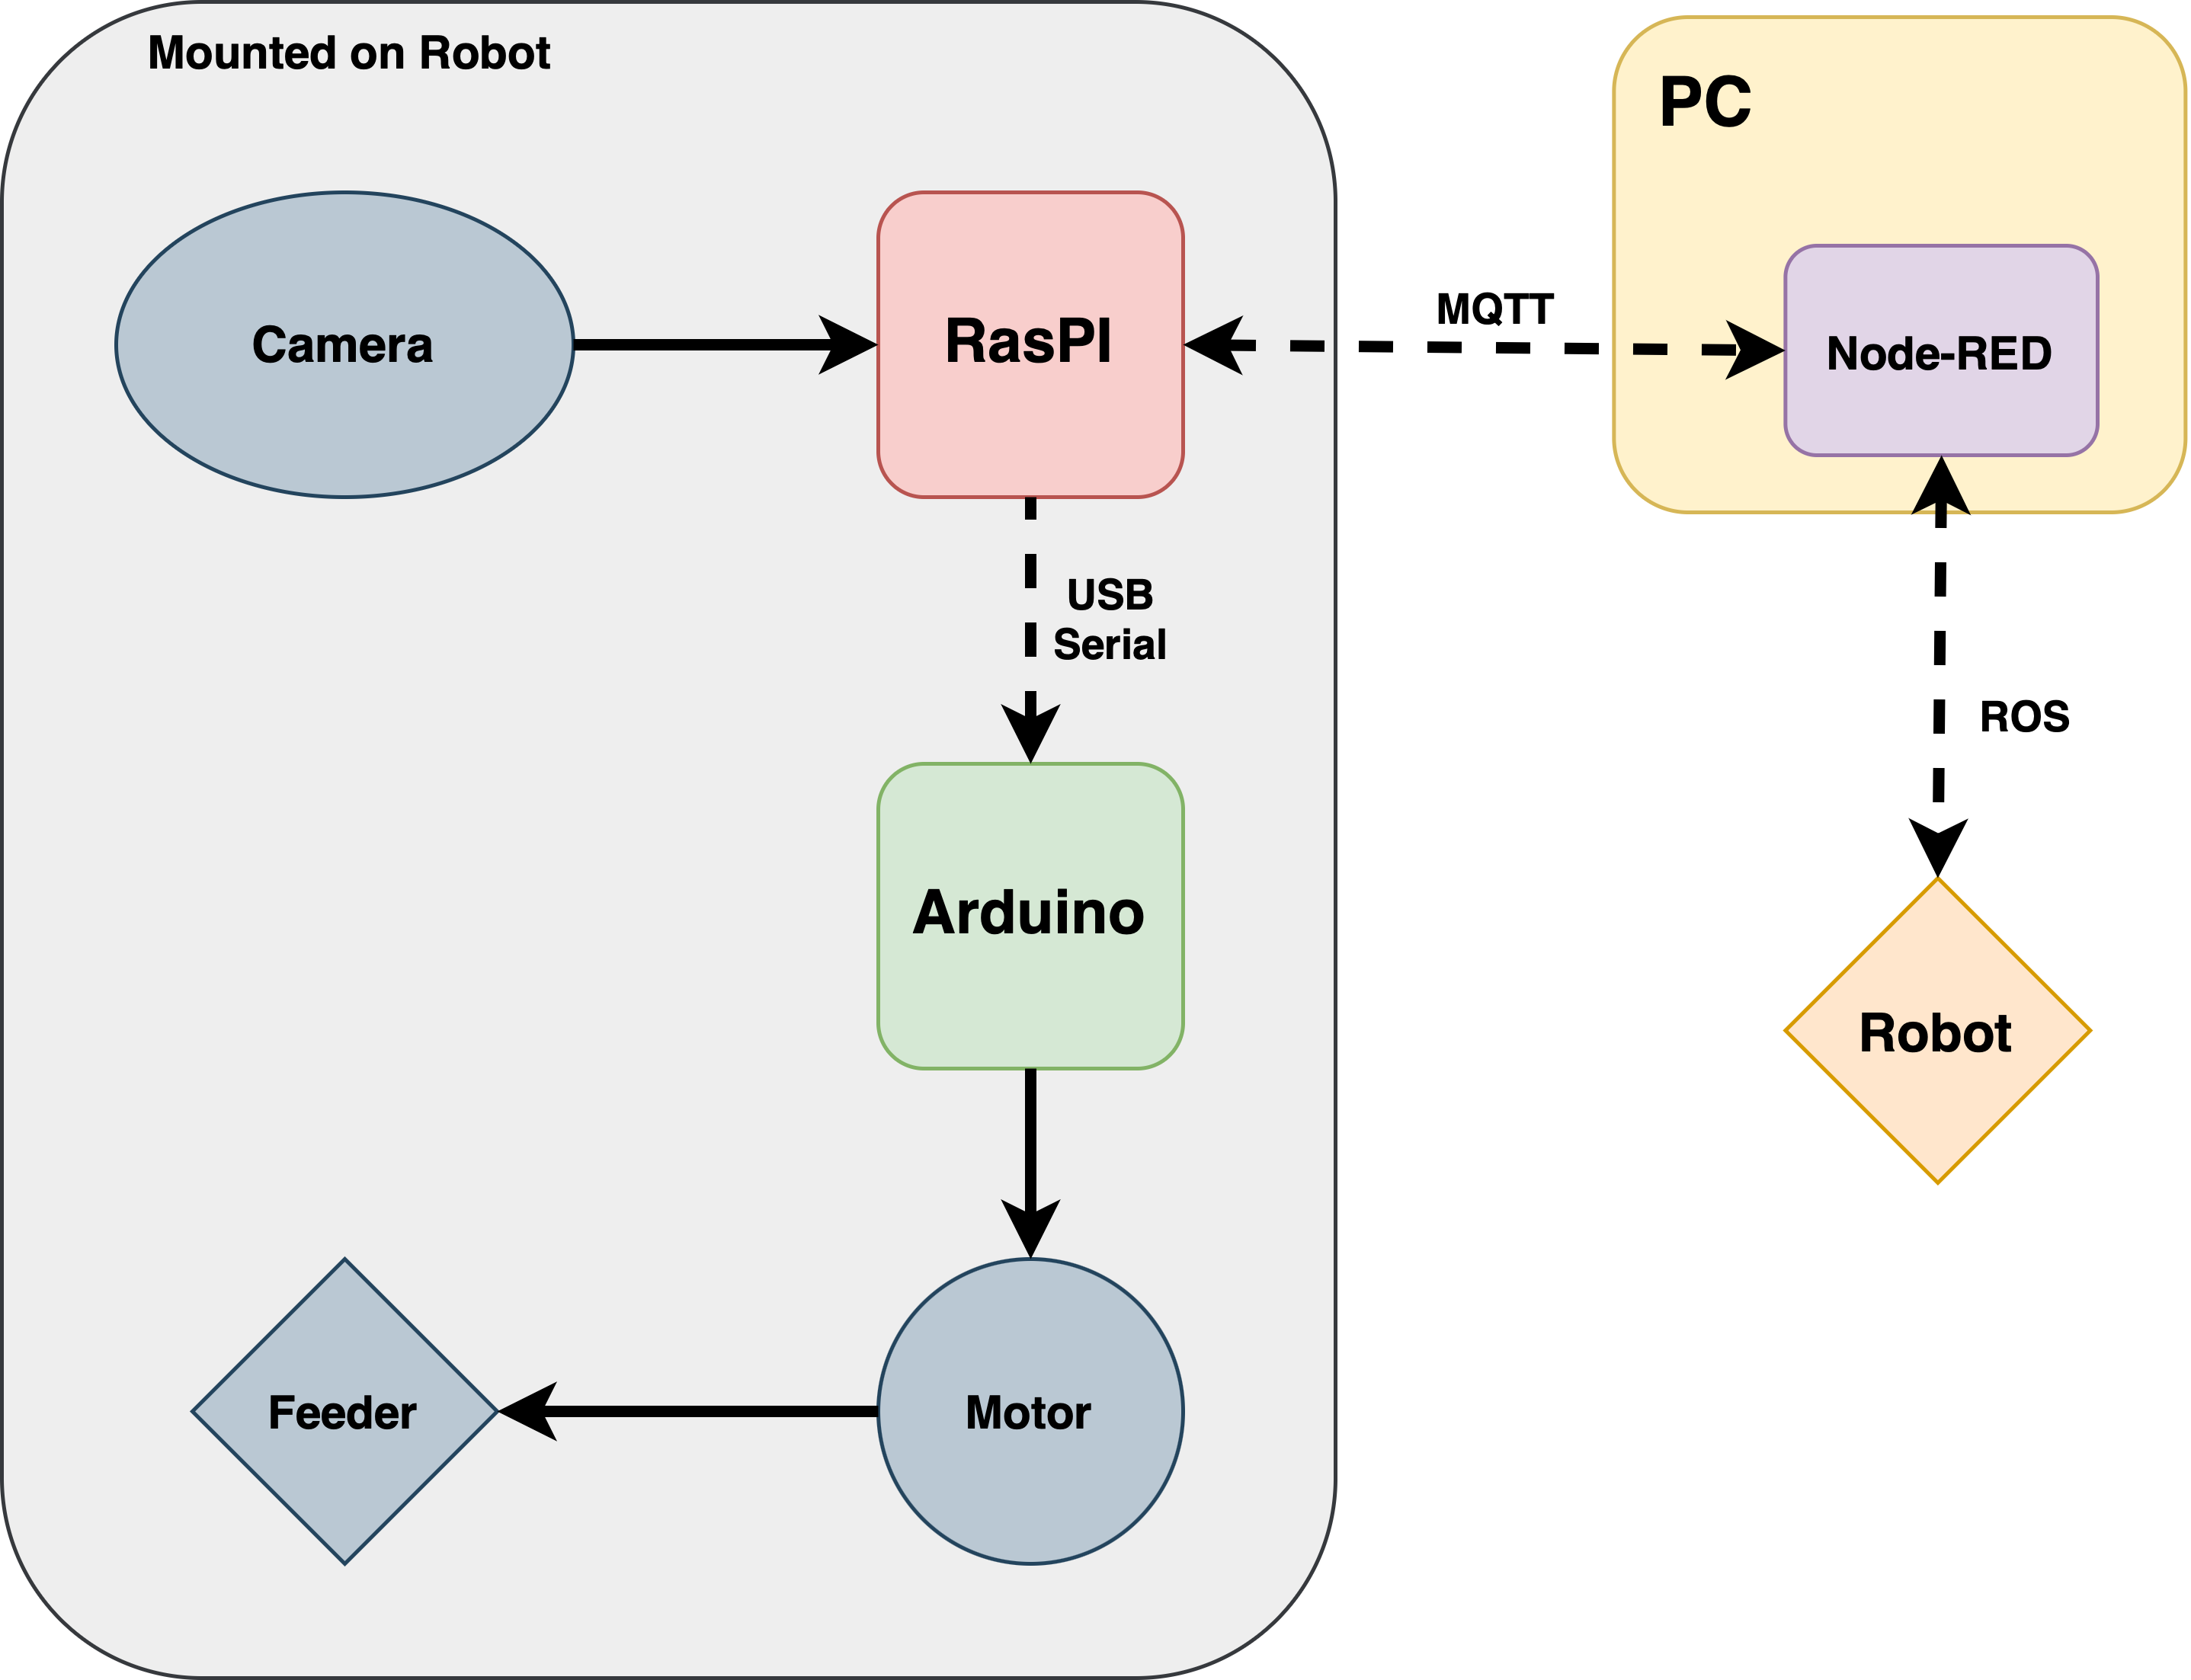 Mounted on Robot
PC
Camera
RasPI
MQTT
Node-RED
USB
Serial
ROS
Arduino
Robot
Feeder
Motor